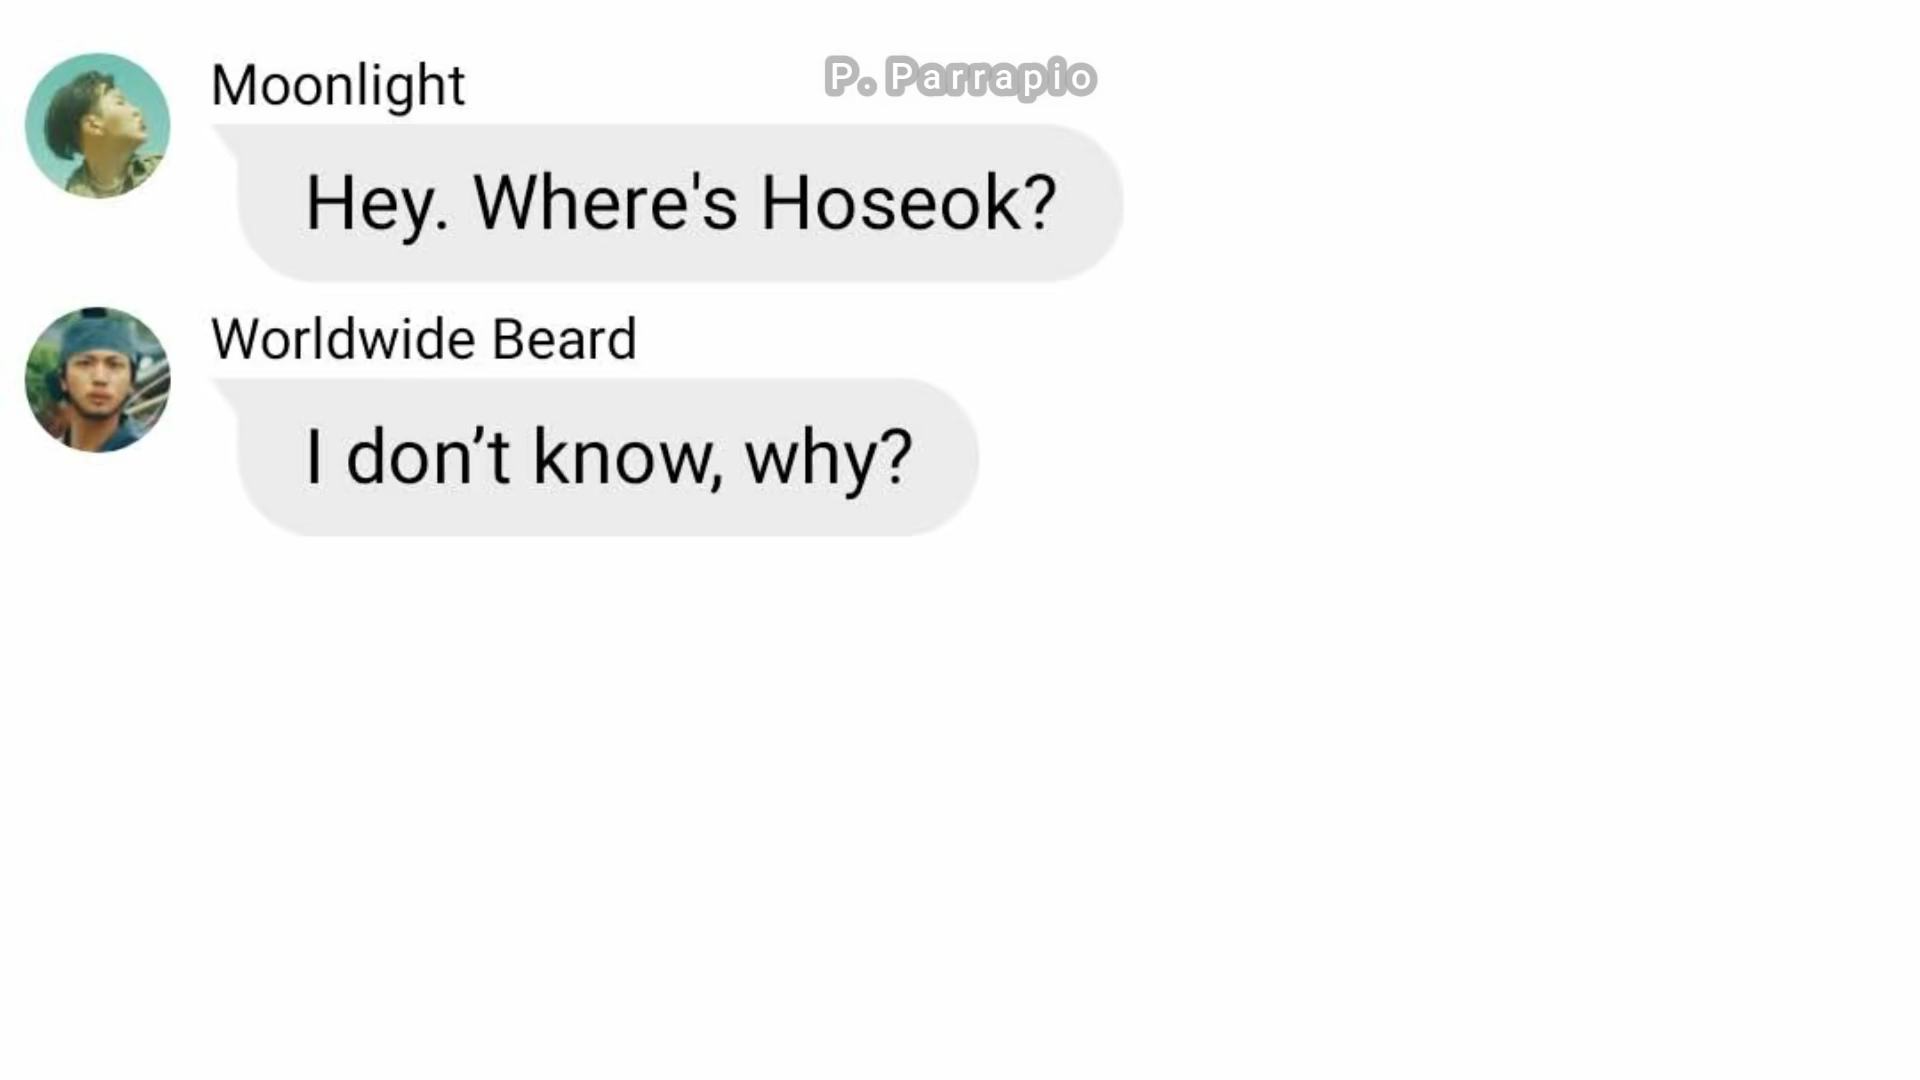 Moonlight
P. Parrapio
Hey. Where's Hoseok?
Worldwide Beard
I don’t know, why?